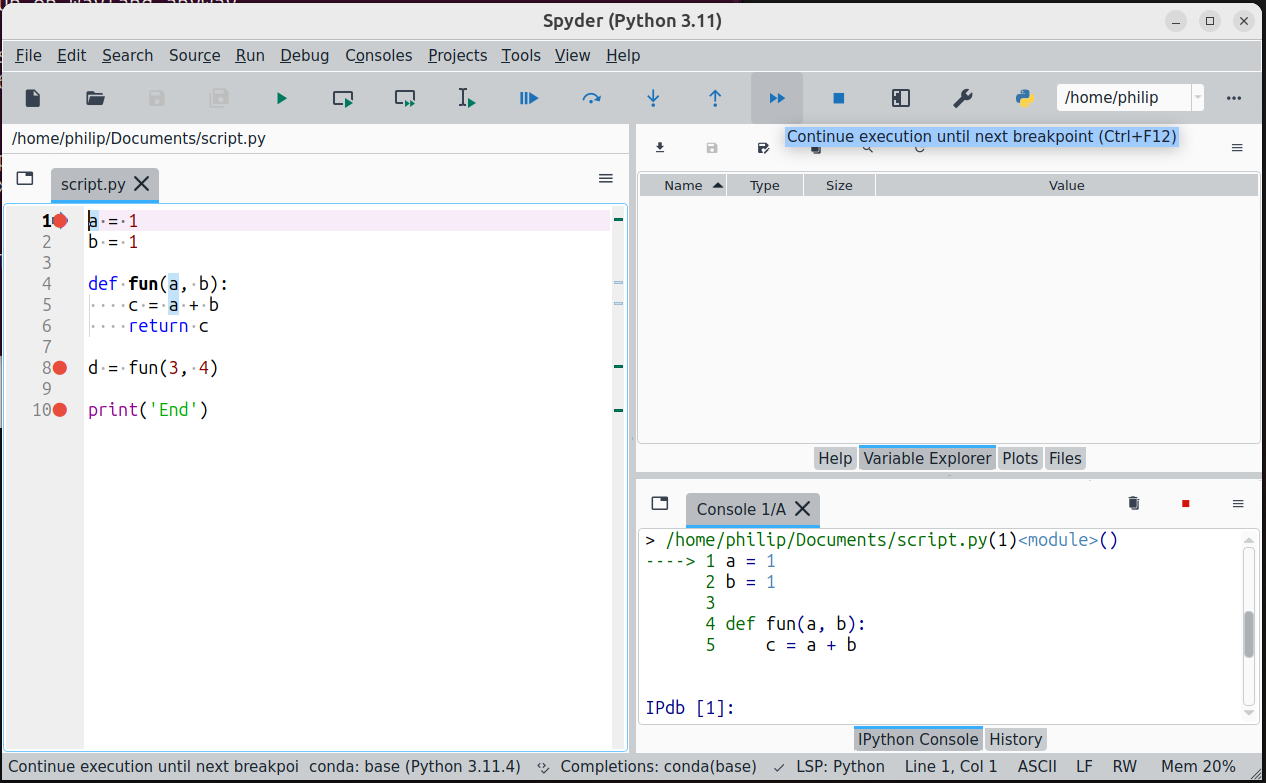 Spyder (Python 3.11)
File Edit Search Source Run Debug Consoles Projects Tools View Help
/home/philip
/home/philip/Documents/script.py
Continue execution until next breakpoint (Ctrl+F12)
script.py
Name Type Size Value
1 a = 1
2 b = 1
3
4 def fun(a, b):
5 c = a + b
6 return c
7
8 d = fun(3, 4)
9
10 print('End')
Help Variable Explorer Plots Files
Console 1/A
> /home/philip/Documents/script.py(1)<module>()
----> 1 a = 1
2 b = 1
3
4 def fun(a, b):
5 c = a + b
IPdb [1]:
IPython Console History
Continue execution until next breakpoi conda: base (Python 3.11.4) Completions: conda(base) LSP: Python Line 1, Col 1 ASCII LF RW Mem 20%